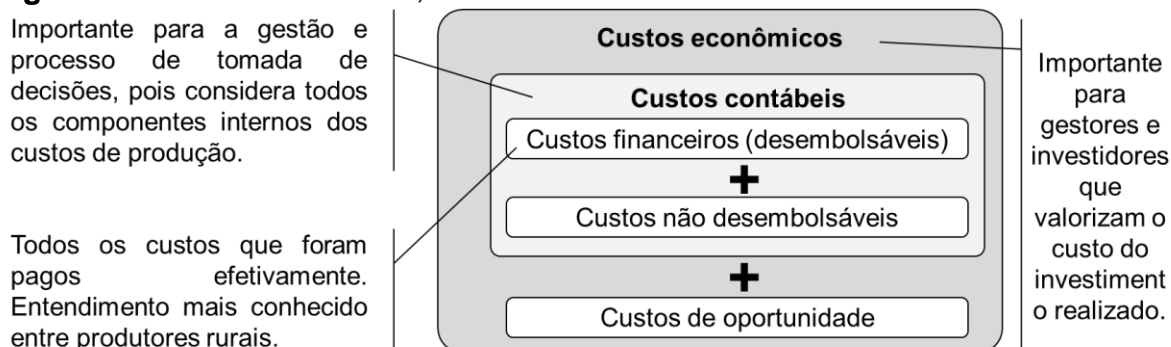 Importante para a gestão e
processo de tomada de
decisões, pois considera todos
os componentes internos dos
custos de produção.
Todos os custos que foram
pagos efetivamente.
Entendimento mais conhecido
entre produtores rurais.
Custos econômicos
Custos contábeis
Custos financeiros (desembolsáveis)
+
Custos não desembolsáveis
+
Custos de oportunidade
Importante
para
gestores e
investidores
que
valorizam o
custo do
investiment
o realizado.